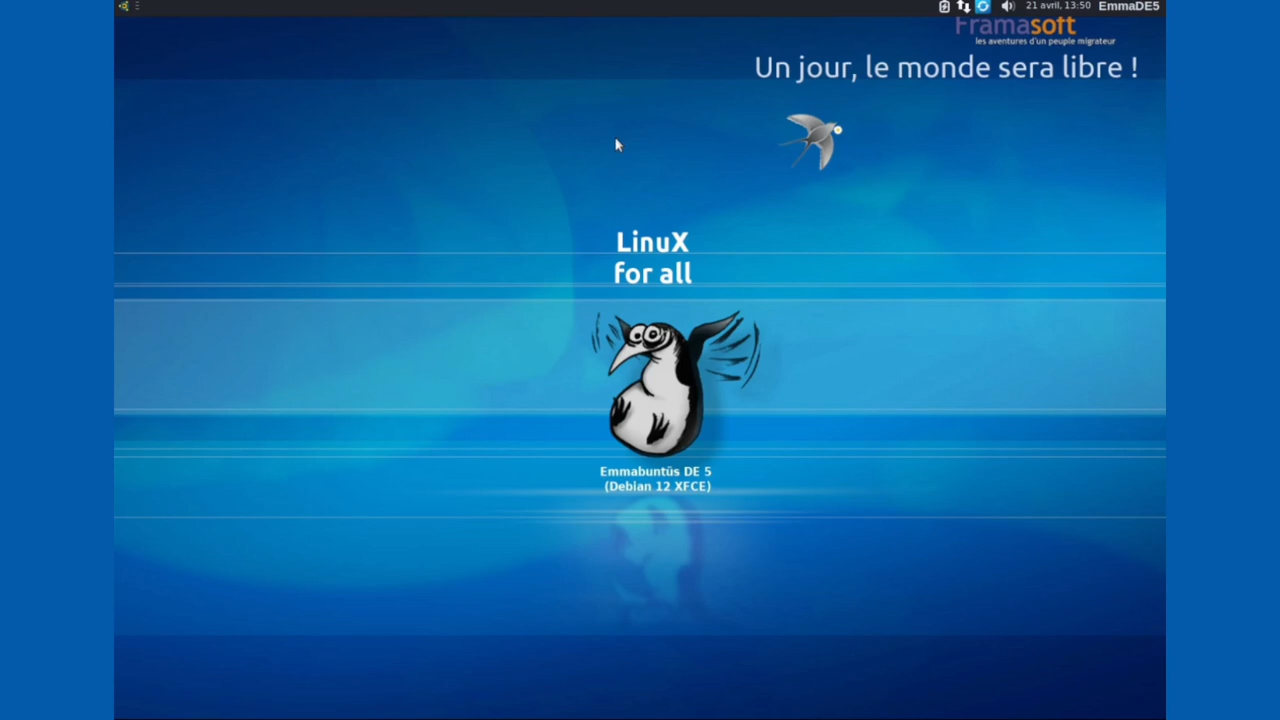 21 avril, 13:50 EmmaDE5
Framasoft
les aventures d'un peuple migrateur
Un jour, le monde sera libre !
LinuX
for all
Emmabuntüs DE 5
(Debian 12 XFCE)